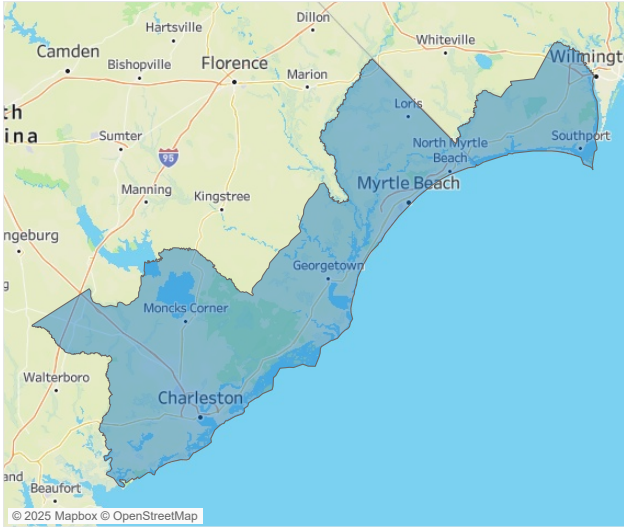 Dillon
Hartsville
Whiteville
Camden
Wilmingt
Bishopville
Florence
Marion
th
Loris
ina
Sumter
Southport
95
North Myrtle
Beach
Manning
Myrtle Beach
Kingstree
ngeburg
Georgetown
g
Moncks Corner
Walterboro
Charleston
and
Beaufort
© 2025 Mapbox © OpenStreetMap